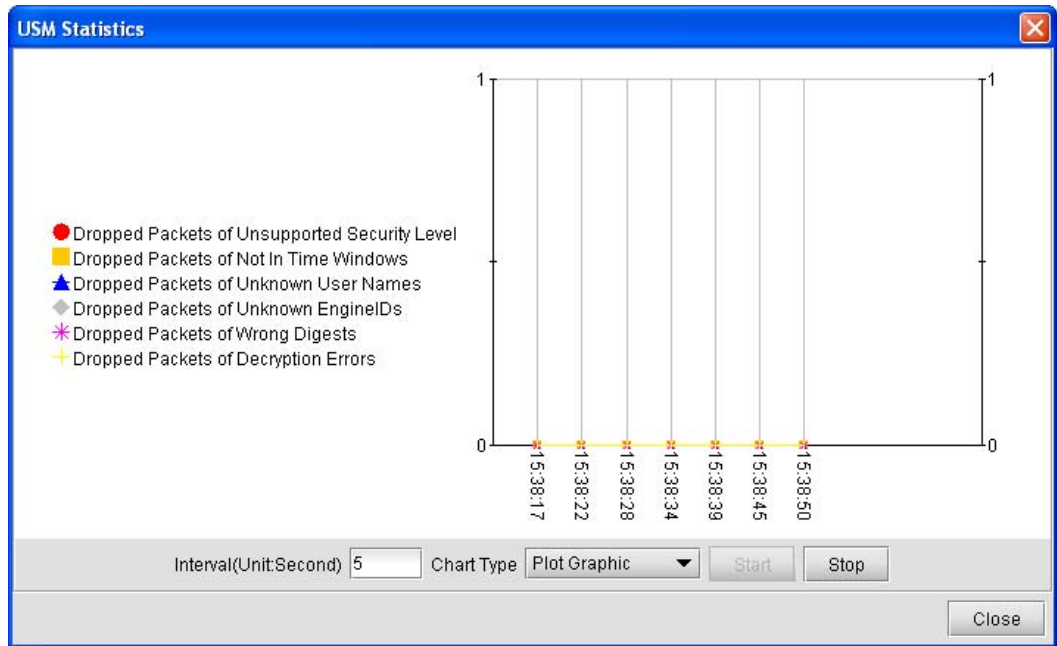 USM Statistics
1 1
Dropped Packets of Unsupported Security Level
Dropped Packets of Not In Time Windows
Dropped Packets of Unknown User Names
Dropped Packets of Unknown EngineIDs
Dropped Packets of Wrong Digests
Dropped Packets of Decryption Errors
0 0
15:38:17
15:38:22
15:38:28
15:38:34
15:38:39
15:38:45
15:38:50
Interval(Unit:Second) 5 Chart Type Plot Graphic Start Stop
Close